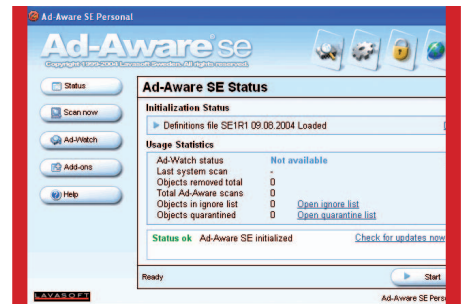 Ad-Aware SE Personal
Ad-Aware se
Copyright 1999-2004 Lavasoft Sweden. All rights reserved.
Status
Scan now
Ad-Watch
Add-ons
Help
LAVASOFT
Ad-Aware SE Status
Initialization Status
Definitions file SE1R1 09.08.2004 Loaded
Usage Statistics
Ad-Watch status Not available
Last system scan -
Objects removed total 0
Total Ad-Aware scans 0
Objects in ignore list 0 Open ignore list
Objects quarantined 0 Open quarantine list
Status ok Ad-Aware SE initialized Check for updates now
Ready Start
Ad-Aware SE Pers